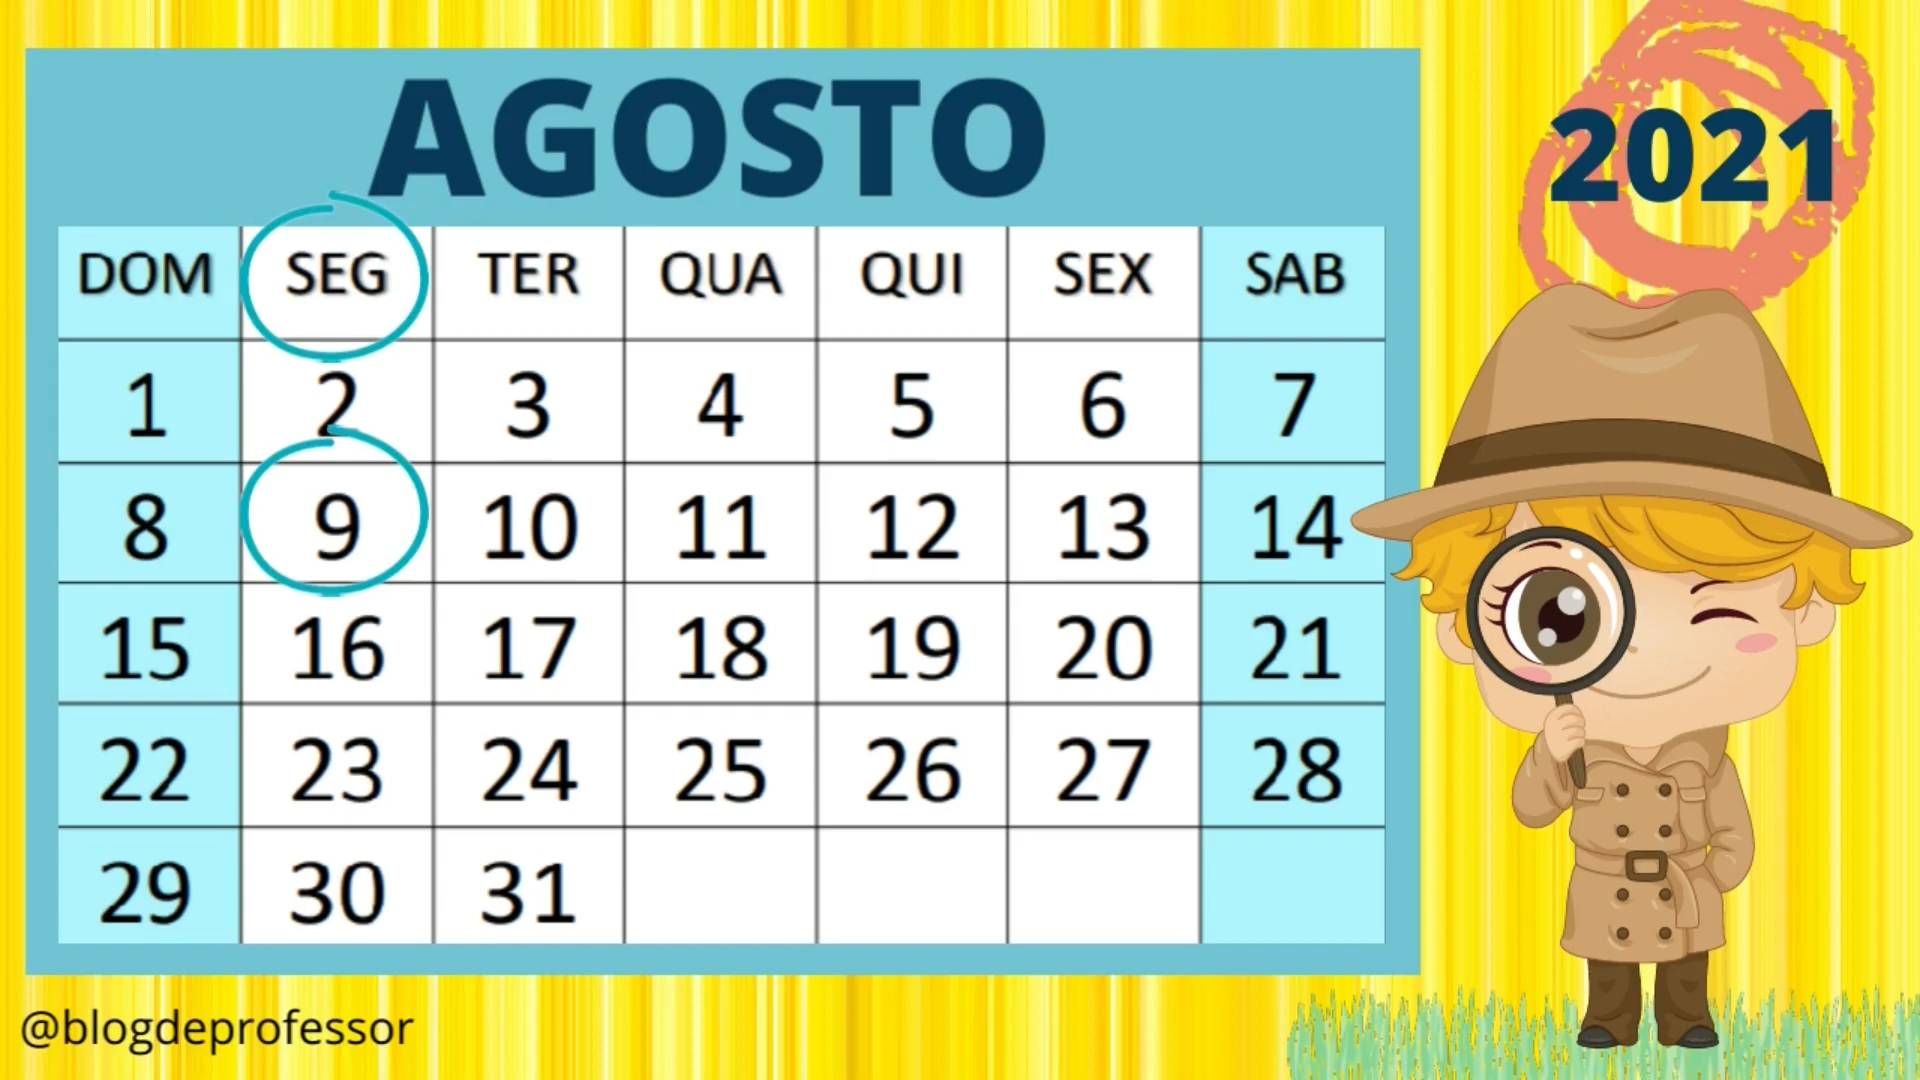 AGOSTO
2021
DOM SEG TER QUA QUI SEX SAB
1 2 3 4 5 6 7
8 9 10 11 12 13 14
15 16 17 18 19 20 21
22 23 24 25 26 27 28
29 30 31
@blogdeprofessor